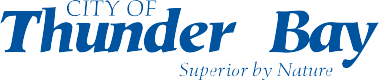 CITY OF
Thunder Bay
Superior by Nature